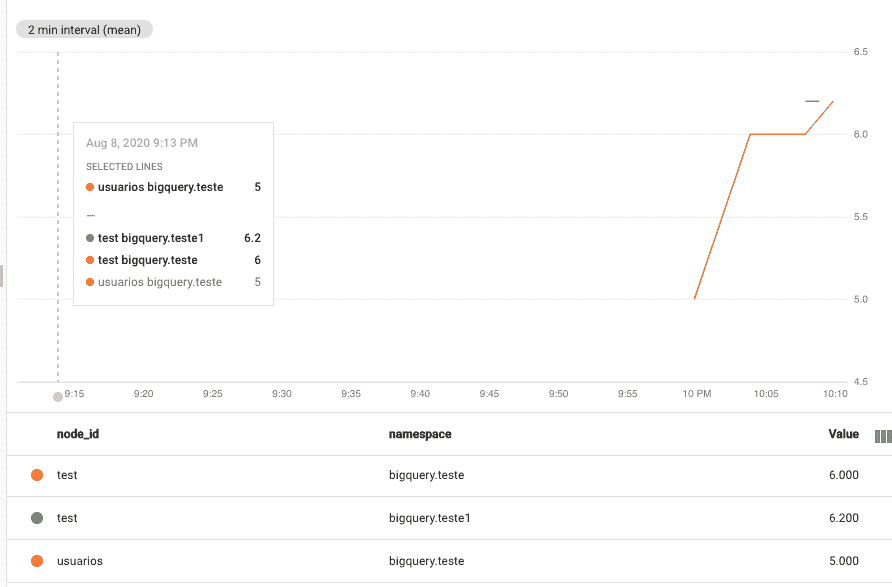 2 min interval (mean)
6.5
Aug 8, 2020 9:13 PM
SELECTED LINES
usuarios bigquery.teste 5
—
test bigquery.teste1 6.2
test bigquery.teste 6
usuarios bigquery.teste 5
6.0
5.5
5.0
4.5
9:15 9:20 9:25 9:30 9:35 9:40 9:45 9:50 9:55 10 PM 10:05 10:10
node_id namespace Value
test bigquery.teste 6.000
test bigquery.teste1 6.200
usuarios bigquery.teste 5.000